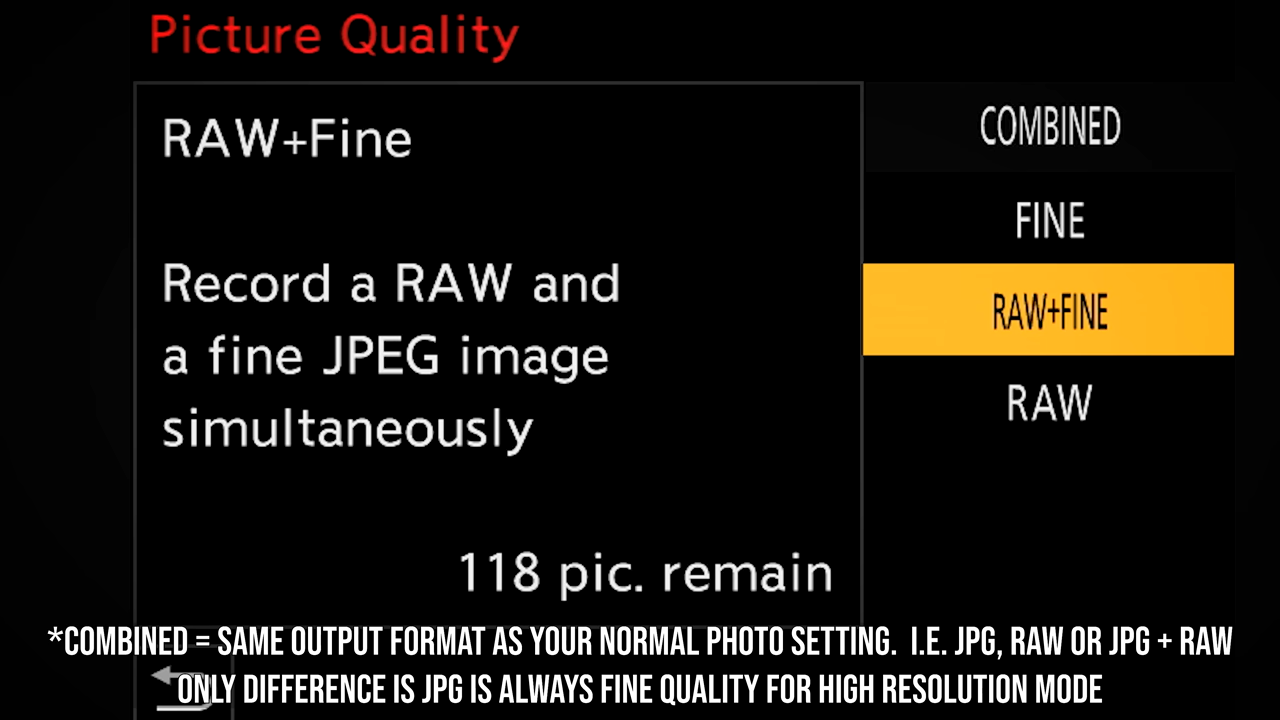 Picture Quality
RAW+Fine
Record a RAW and
a fine JPEG image
simultaneously
118 pic. remain
COMBINED
FINE
RAW+FINE
RAW
*COMBINED = SAME OUTPUT FORMAT AS YOUR NORMAL PHOTO SETTING. I.E. JPG, RAW OR JPG + RAW
ONLY DIFFERENCE IS JPG IS ALWAYS FINE QUALITY FOR HIGH RESOLUTION MODE